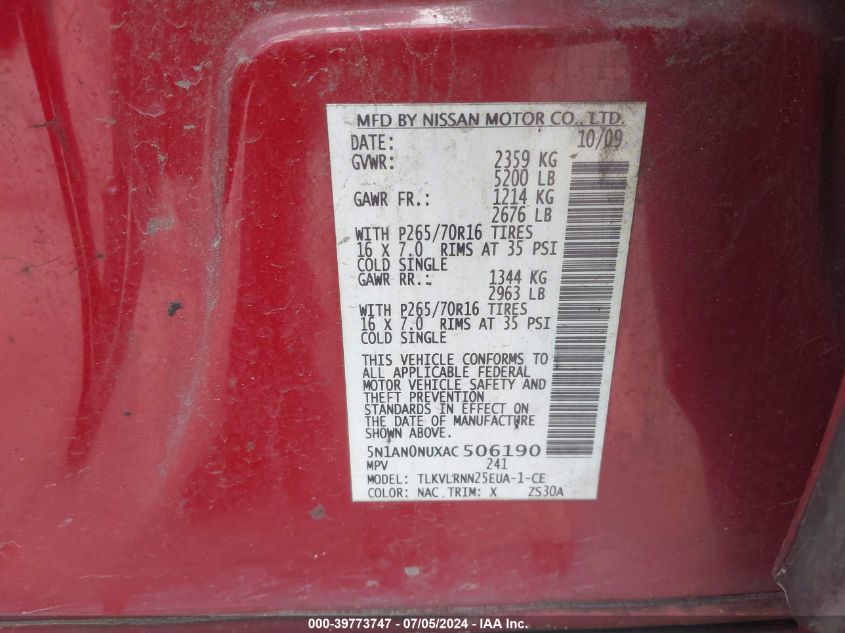 MFD BY NISSAN MOTOR CO., LTD.
DATE: 10/09
GVWR: 2359 KG
5200 LB
GAWR FR.: 1214 KG
2676 LB
WITH P265/70R16 TIRES
16 X 7.0 RIMS AT 35 PSI
COLD SINGLE
GAWR RR.: 1344 KG
2963 LB
WITH P265/70R16 TIRES
16 X 7.0 RIMS AT 35 PSI
COLD SINGLE
THIS VEHICLE CONFORMS TO
ALL APPLICABLE FEDERAL
MOTOR VEHICLE SAFETY AND
THEFT PREVENTION
STANDARDS IN EFFECT ON
THE DATE OF MANUFACTURE
SHOWN ABOVE.
5N1AN0NUXAC506190
MPV 241
MODEL: TLKVLRNN25EUA-1-CE
COLOR: NAC TRIM: X ZS30A
000-39773747 - 07/05/2024 - IAA Inc.